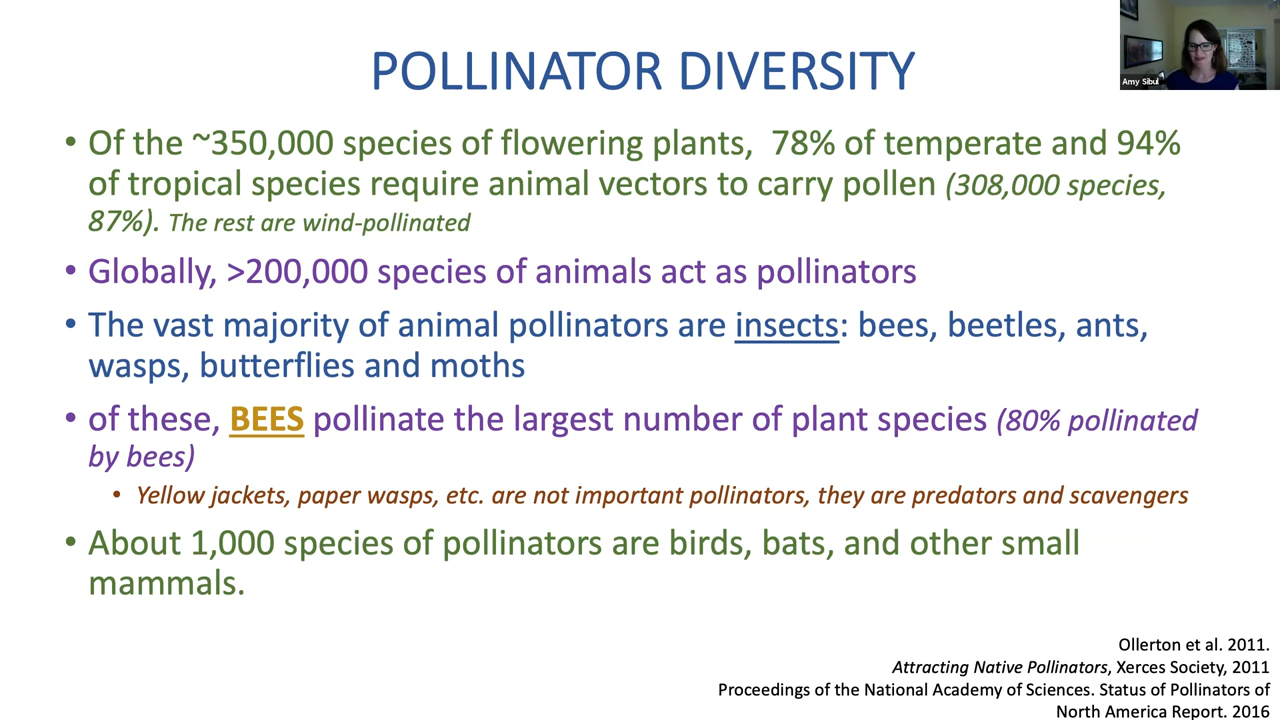 POLLINATOR DIVERSITY
Amy Sibul
• Of the ~350,000 species of flowering plants, 78% of temperate and 94%
of tropical species require animal vectors to carry pollen (308,000 species,
87%). The rest are wind-pollinated
• Globally, >200,000 species of animals act as pollinators
• The vast majority of animal pollinators are insects: bees, beetles, ants,
wasps, butterflies and moths
• of these, BEES pollinate the largest number of plant species (80% pollinated
by bees)
• Yellow jackets, paper wasps, etc. are not important pollinators, they are predators and scavengers
• About 1,000 species of pollinators are birds, bats, and other small
mammals.
Ollerton et al. 2011.
Attracting Native Pollinators, Xerces Society, 2011
Proceedings of the National Academy of Sciences. Status of Pollinators of
North America Report. 2016